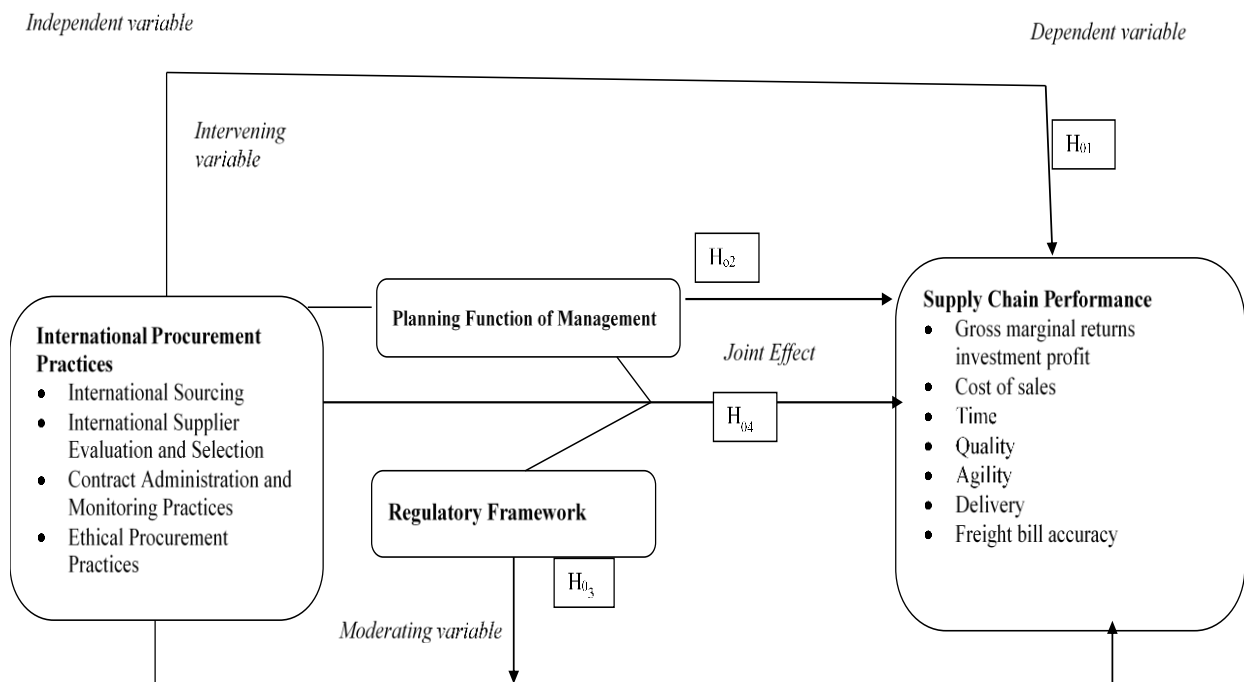 Independent variable
Dependent variable
Intervening
variable
H01
Ho2
Planning Function of Management
Joint Effect
H04
International Procurement
Practices
• International Sourcing
• International Supplier
Evaluation and Selection
• Contract Administration and
Monitoring Practices
• Ethical Procurement
Practices
Regulatory Framework
H03
Moderating variable
Supply Chain Performance
• Gross marginal returns
investment profit
• Cost of sales
• Time
• Quality
• Agility
• Delivery
• Freight bill accuracy